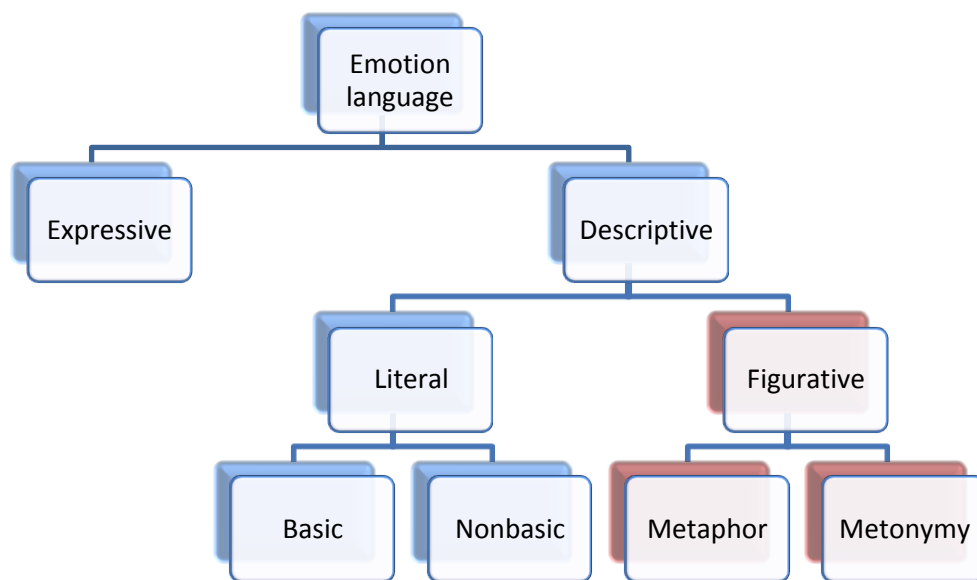 Emotion
language
Expressive
Descriptive
Literal
Figurative
Basic
Nonbasic
Metaphor
Metonymy